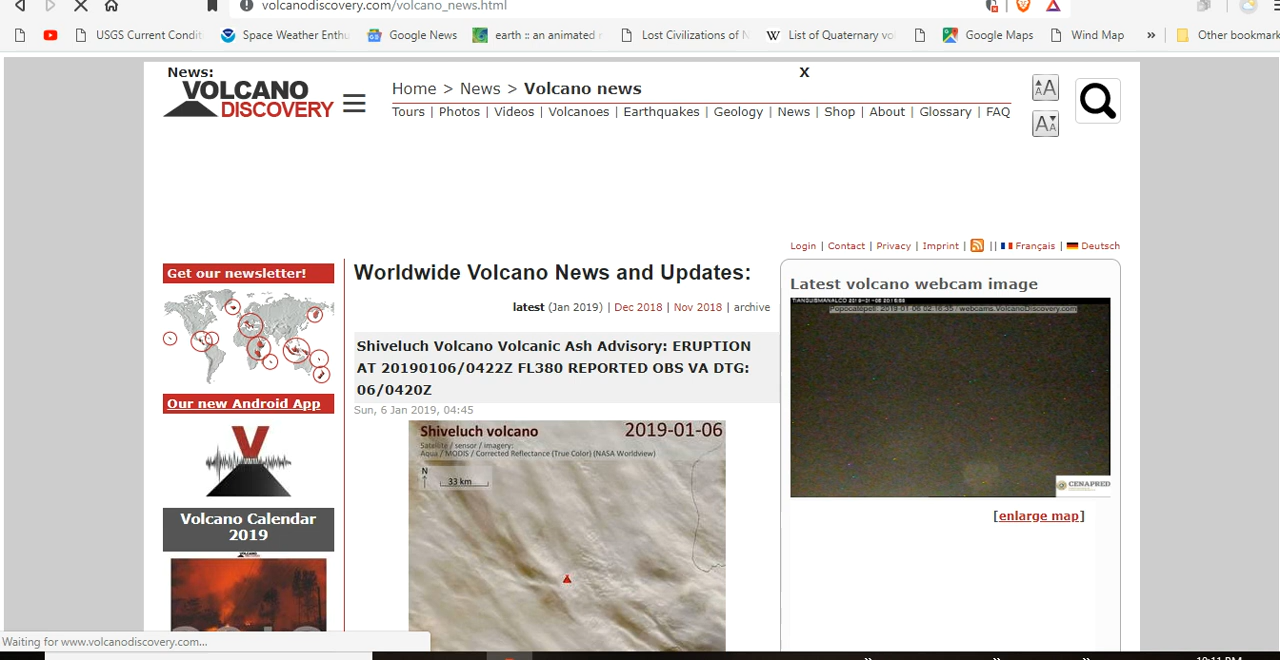 volcanodiscovery.com/volcano_news.html
USGS Current Condit
Space Weather Enthu
Google News
earth :: an animated
Lost Civilizations of N
List of Quaternary vo
Google Maps
Wind Map
»
Other bookmark
News:
VOLCANO
DISCOVERY
Home > News > Volcano news
X
Tours | Photos | Videos | Volcanoes | Earthquakes | Geology | News | Shop | About | Glossary | FAQ
AA
AA
Login | Contact | Privacy | Imprint | || Français | Deutsch
Get our newsletter!
Our new Android App
Volcano Calendar
2019
Worldwide Volcano News and Updates:
latest (Jan 2019) | Dec 2018 | Nov 2018 | archive
Shiveluch Volcano Volcanic Ash Advisory: ERUPTION
AT 20190106/0422Z FL380 REPORTED OBS VA DTG:
06/0420Z
Sun, 6 Jan 2019, 04:45
Shiveluch volcano
2019-01-06
Satellite / sensor / imagery:
Aqua / MODIS / Corrected Reflectance (True Color) (NASA Worldview)
N
33 km
Latest volcano webcam image
CENAPRED
[enlarge map]
Waiting for www.volcanodiscovery.com...